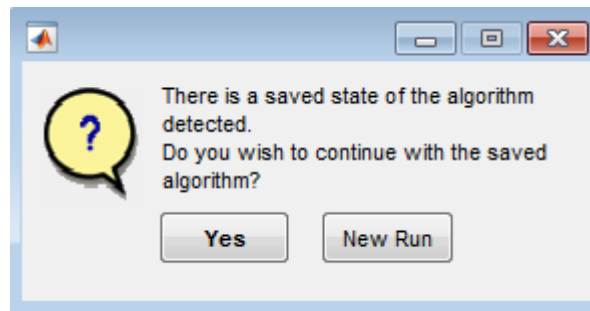 ?
There is a saved state of the algorithm
detected.
Do you wish to continue with the saved
algorithm?
Yes
New Run